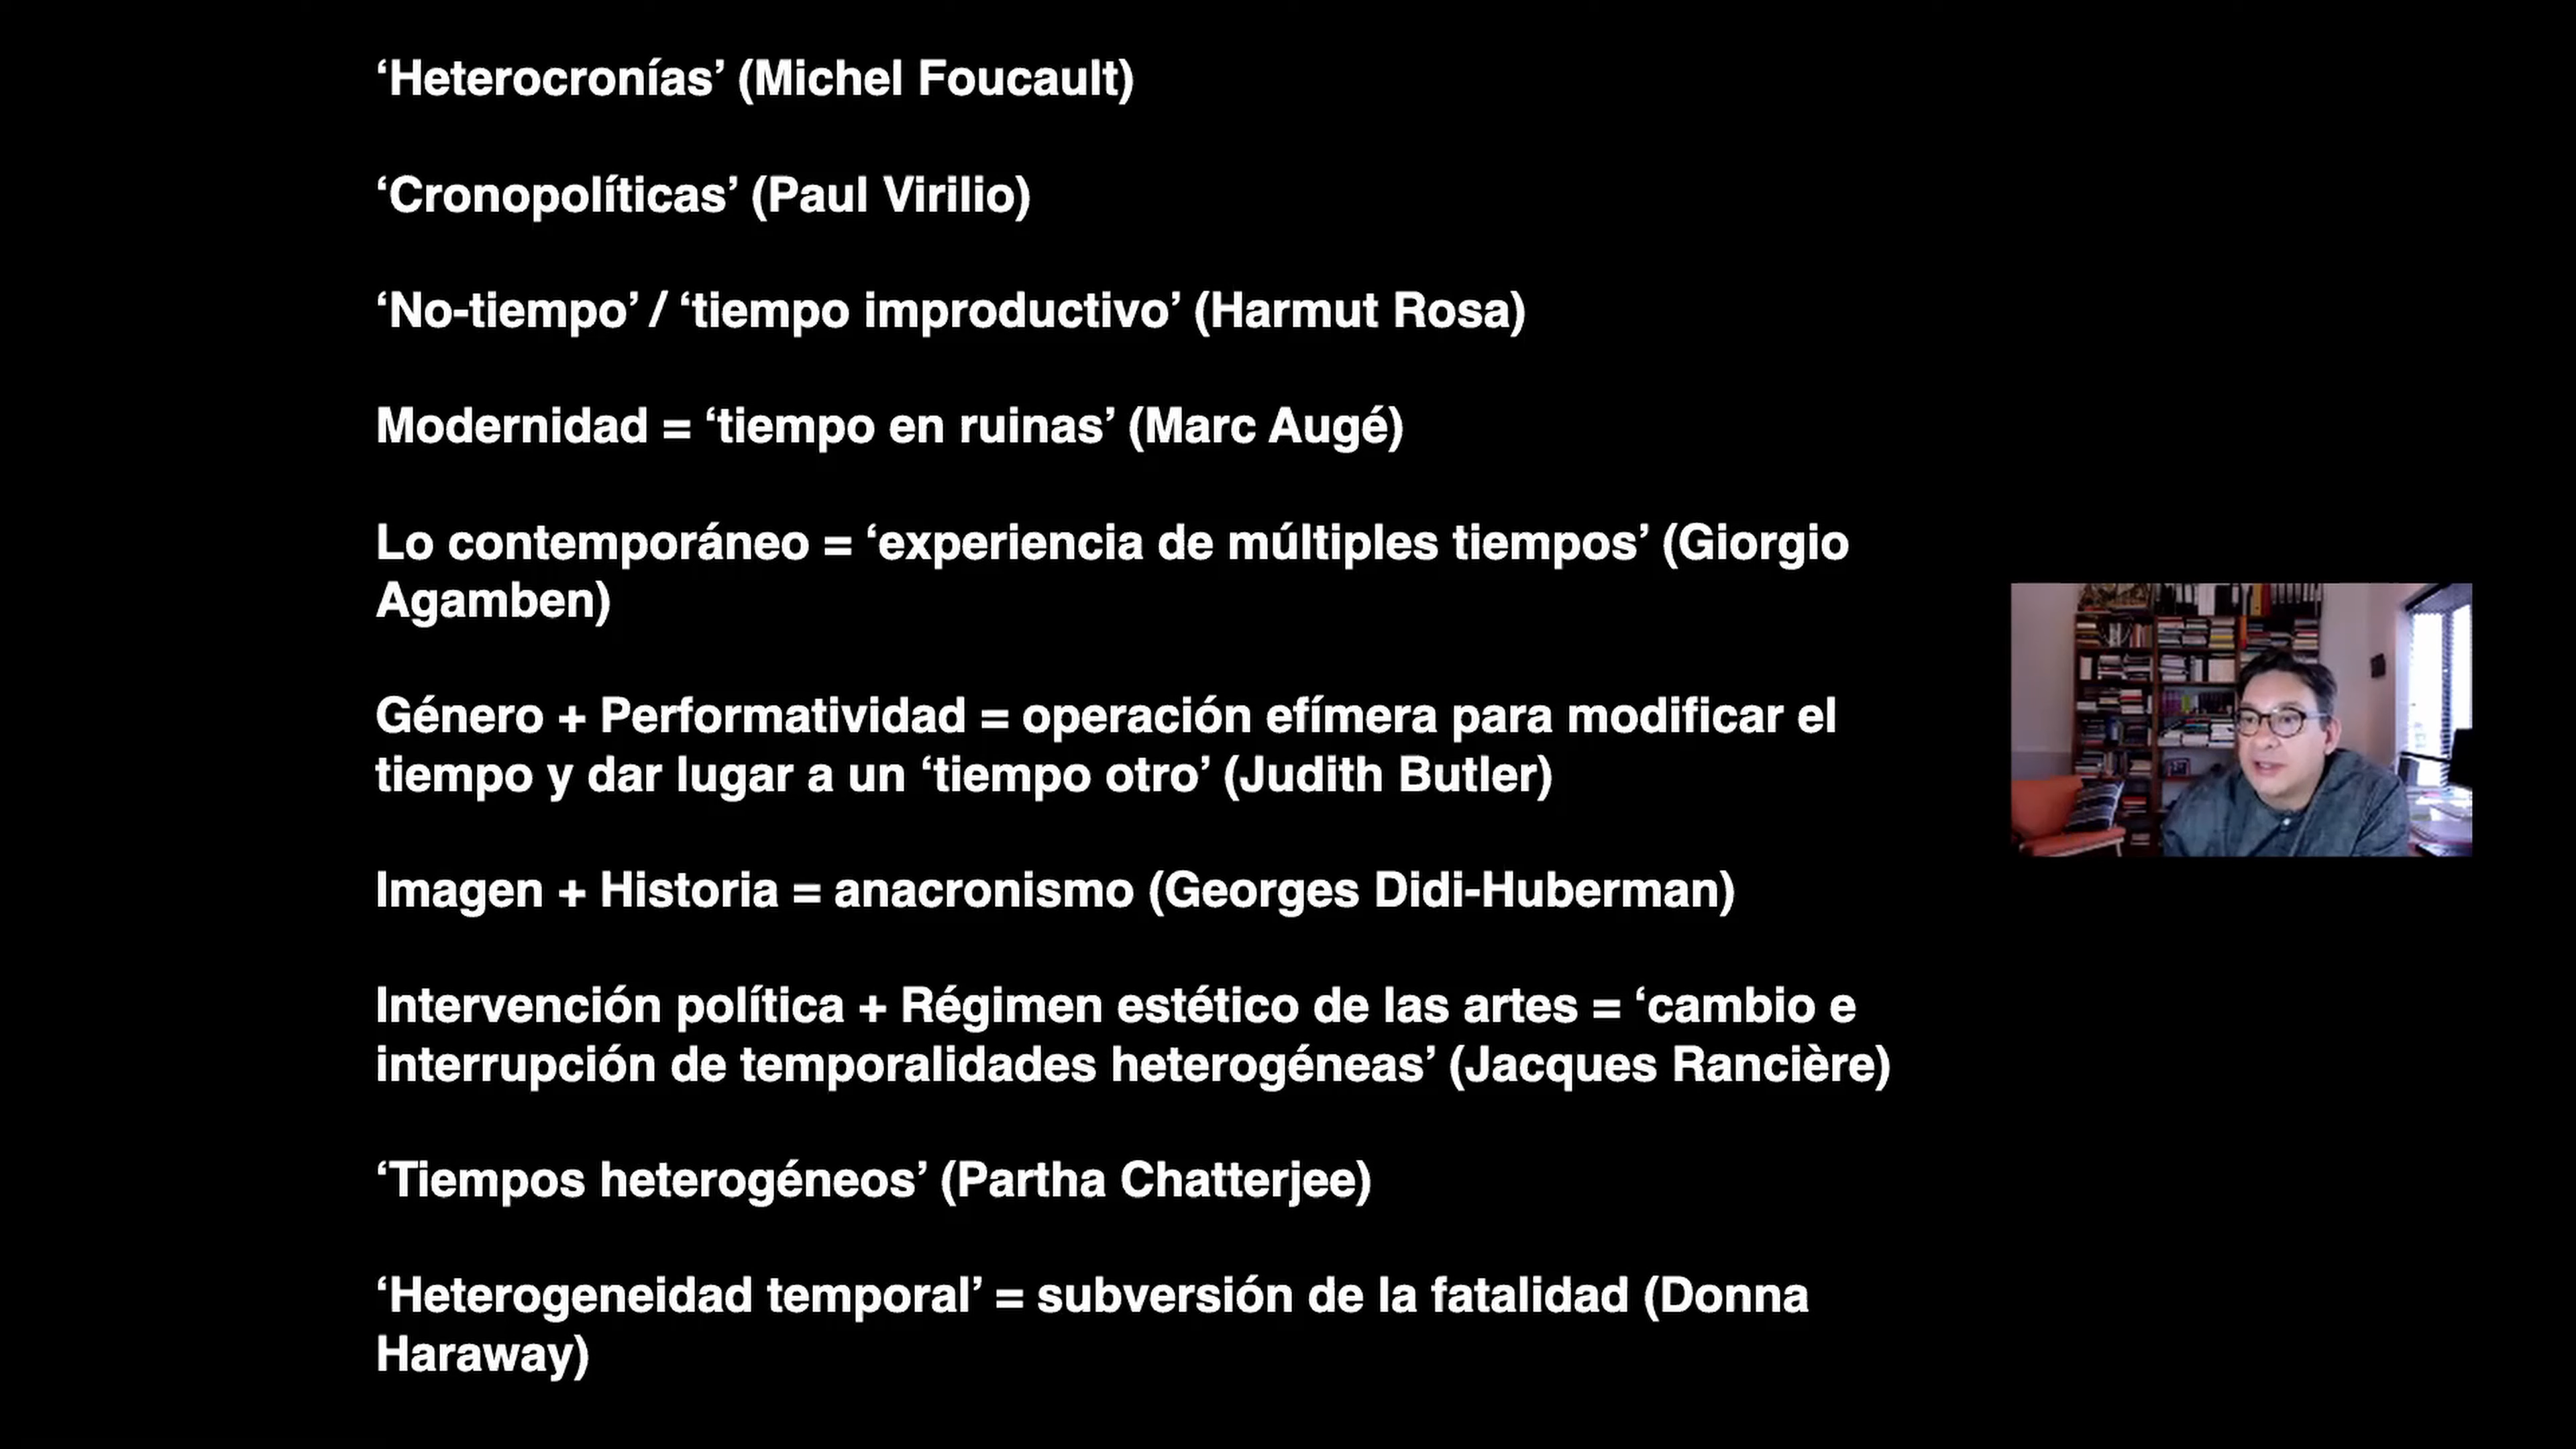 ‘Heterocronías’ (Michel Foucault)
‘Cronopolíticas’ (Paul Virilio)
‘No-tiempo’ / ‘tiempo improductivo’ (Harmut Rosa)
Modernidad = ‘tiempo en ruinas’ (Marc Augé)
Lo contemporáneo = ‘experiencia de múltiples tiempos’ (Giorgio
Agamben)
Género + Performatividad = operación efímera para modificar el
tiempo y dar lugar a un ‘tiempo otro’ (Judith Butler)
Imagen + Historia = anacronismo (Georges Didi-Huberman)
Intervención política + Régimen estético de las artes = ‘cambio e
interrupción de temporalidades heterogéneas’ (Jacques Rancière)
‘Tiempos heterogéneos’ (Partha Chatterjee)
‘Heterogeneidad temporal’ = subversión de la fatalidad (Donna
Haraway)